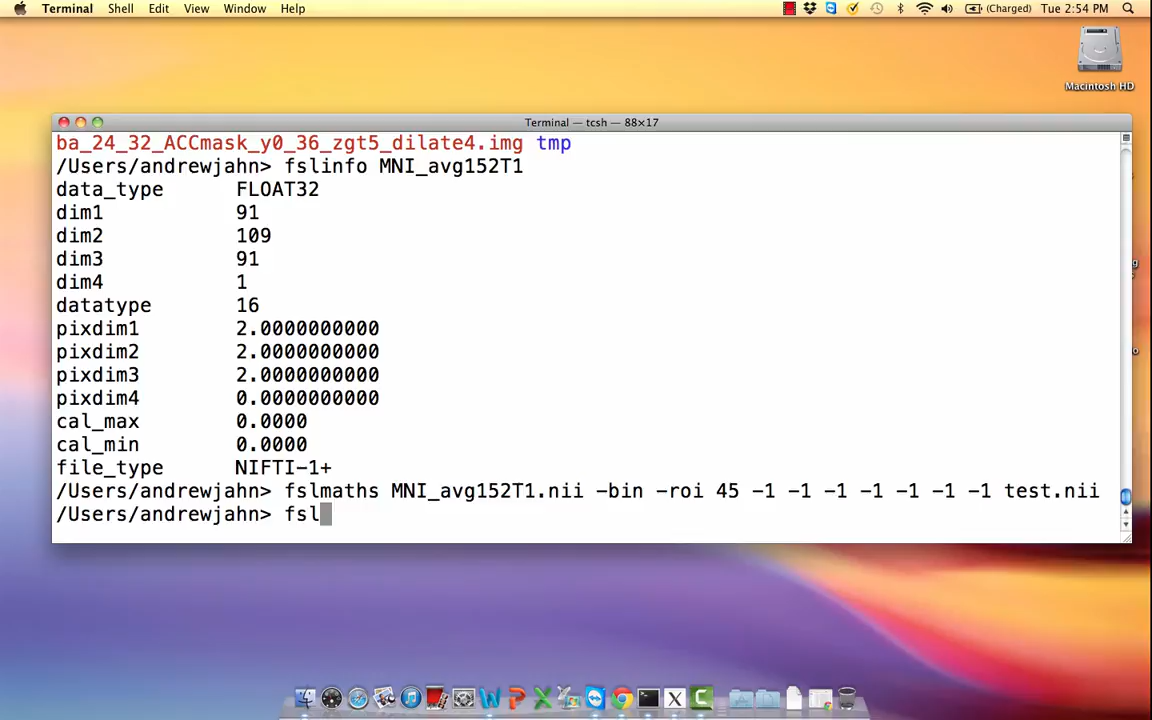 Terminal Shell Edit View Window Help (Charged) Tue 2:54 PM
Macintosh HD
Terminal — tcsh — 88×17
ba_24_32_ACCmask_y0_36_zgt5_dilate4.img tmp
/Users/andrewjahn> fslinfo MNI_avg152T1
data_type FLOAT32
dim1 91
dim2 109
dim3 91
dim4 1
datatype 16
pixdim1 2.0000000000
pixdim2 2.0000000000
pixdim3 2.0000000000
pixdim4 0.0000000000
cal_max 0.0000
cal_min 0.0000
file_type NIFTI-1+
/Users/andrewjahn> fslmaths MNI_avg152T1.nii -bin -roi 45 -1 -1 -1 -1 -1 -1 -1 test.nii
/Users/andrewjahn> fsl